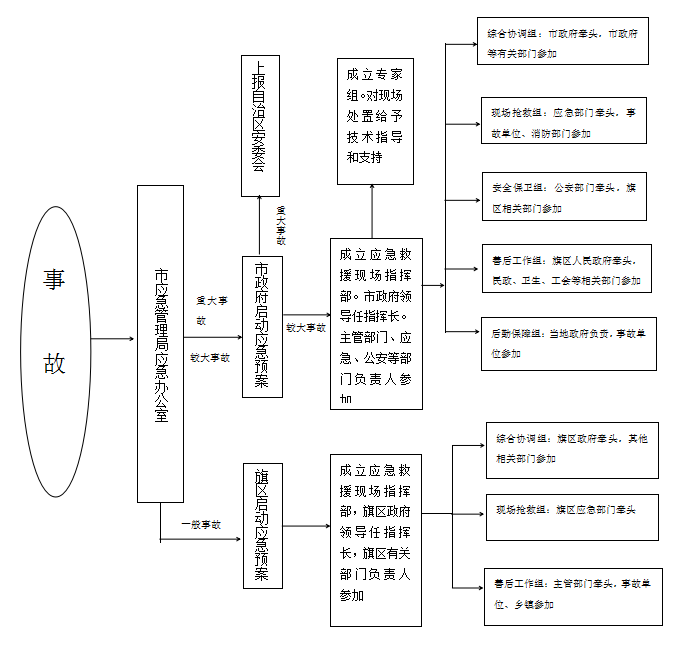 事
故
市应急管理局应急办公室
重大事
故
较大事故
一般事故
上报自治区安委会
重大事故
市政府启动应急预案
较大事故
旗区启动应急预案
成立专家
组。对现场
处置给予
技术指导
和支持
成立应急救
援现场指挥
部。市政府领
导任指挥长。
主管部门、应
急、公安等部
门负责人参
加
成立应急救
援现场指挥
部，旗区政府
领导任指挥
长，旗区有关
部门负责人
参加
综合协调组：市政府牵头，市政府
等有关部门参加
现场抢救组：应急部门牵头，事
故单位、消防部门参加
安全保卫组：公安部门牵头，旗
区相关部门参加
善后工作组：旗区人民政府牵头，
民政、卫生、工会等相关部门参加
后勤保障组：当地政府负责，事故单
位参加
综合协调组：旗区政府牵头，其他
相关部门参加
现场抢救组：旗区应急部门牵头
善后工作组：主管部门牵头，事故单
位、乡镇参加